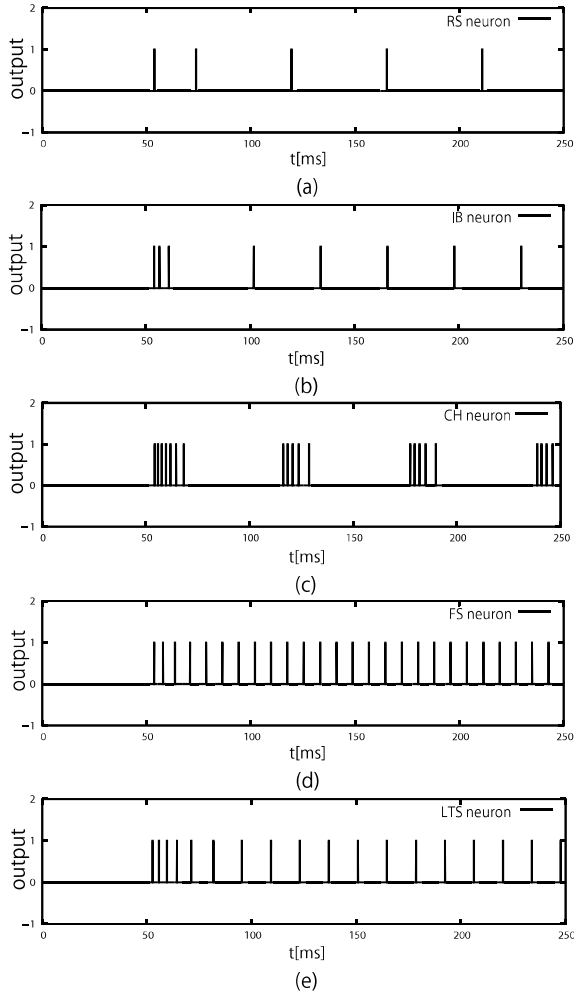 RS neuron
output
2
1
0
−1
0 50 100 150 200 250
t[ms]
(a)
IB neuron
output
2
1
0
−1
0 50 100 150 200 250
t[ms]
(b)
CH neuron
output
2
1
0
−1
0 50 100 150 200 250
t[ms]
(c)
FS neuron
output
2
1
0
−1
0 50 100 150 200 250
t[ms]
(d)
LTS neuron
output
2
1
0
−1
0 50 100 150 200 250
t[ms]
(e)